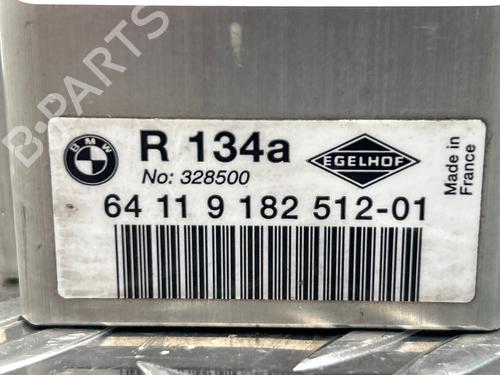 B-PARTS
BMW
R 134a
EGELHOF
No: 328500
Made in
France
64 11 9 182 512-01